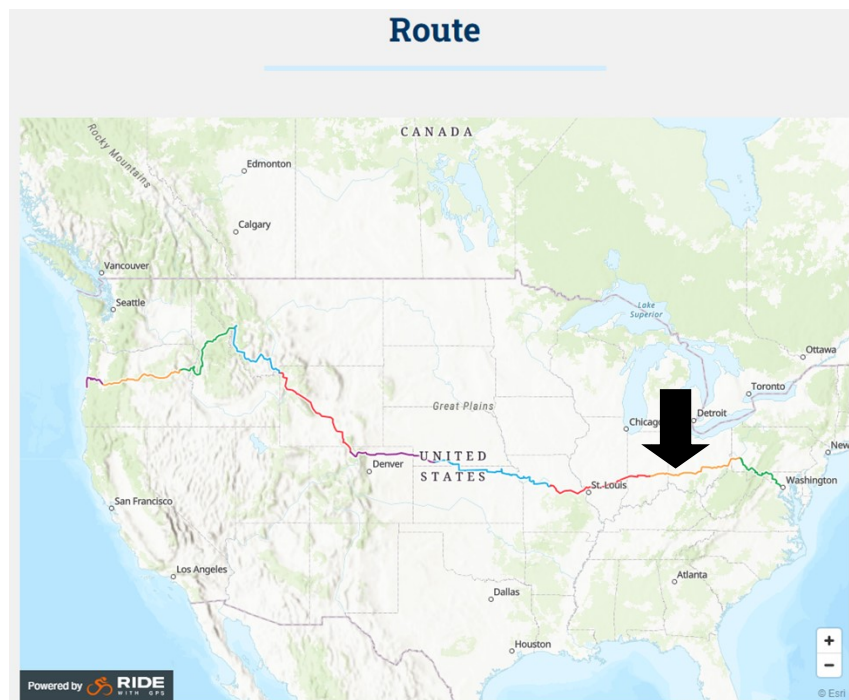 Route
CANADA
Rocky Mountains
Edmonton
Calgary
Vancouver
Seattle
Lake
Superior
Ottawa
Toronto
Great Plains
Detroit
New
UNITED
STATES
Denver
St. Louis
Washington
San Francisco
Los Angeles
Atlanta
Dallas
Houston
+
−
Powered by RIDE
WITH GPS
© Esri